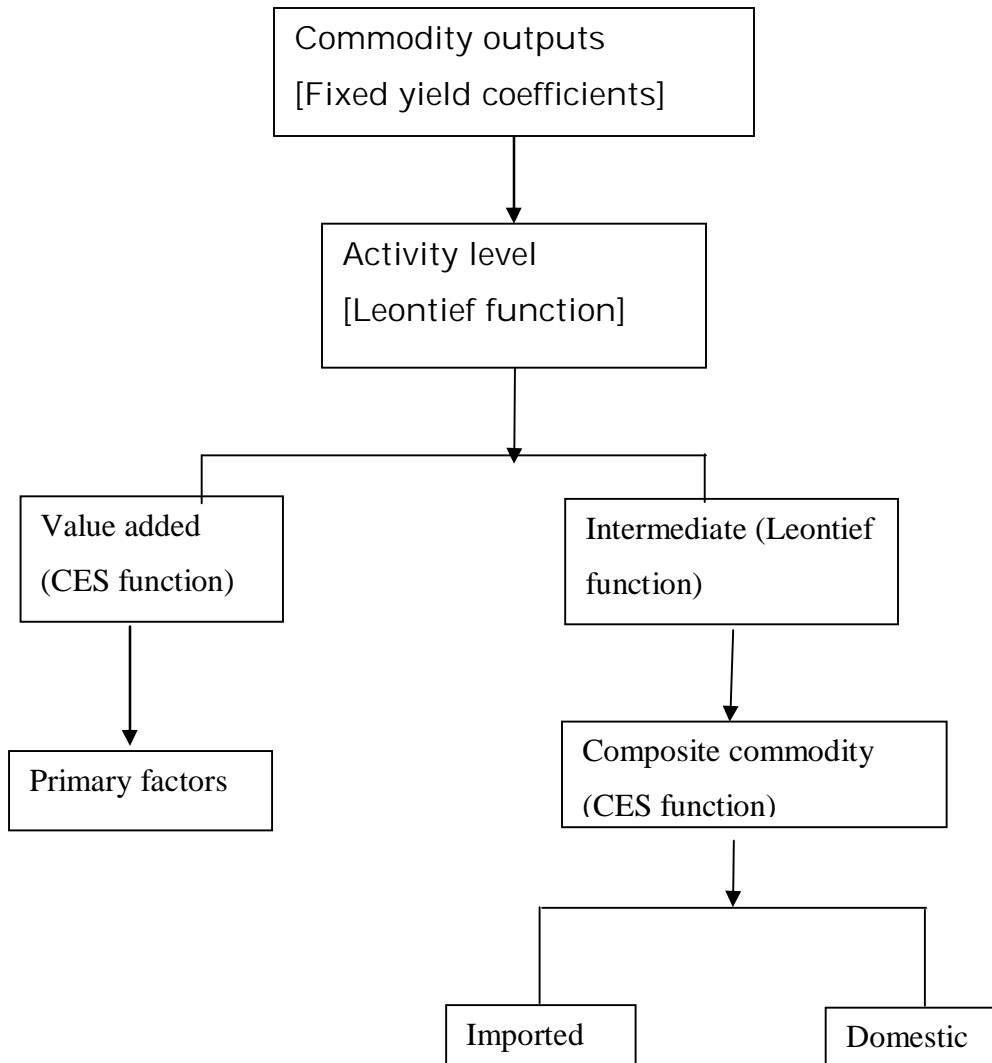 Commodity outputs
[Fixed yield coefficients]
Activity level
[Leontief function]
Value added
(CES function)
Intermediate (Leontief
function)
Primary factors
Composite commodity
(CES function)
Imported
Domestic